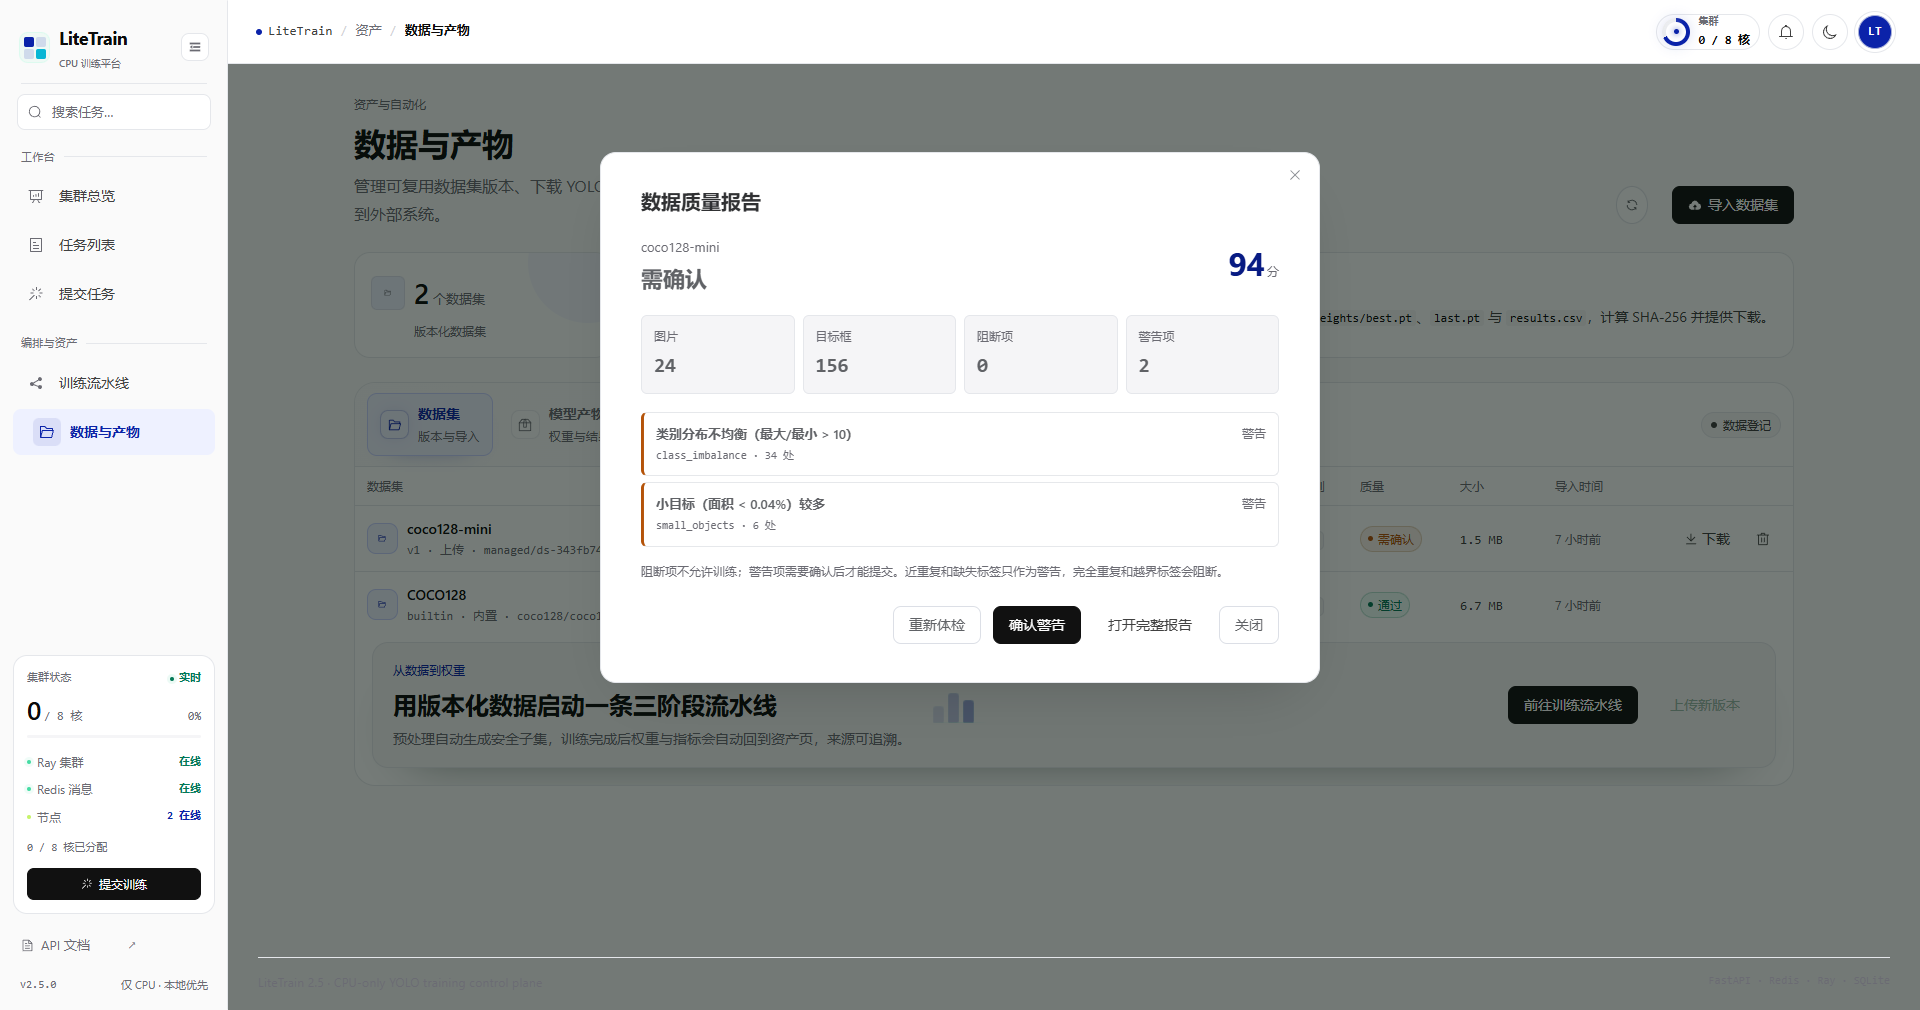 LiteTrain
CPU 训练平台
搜索任务...
工作台
集群总览
任务列表
提交任务
编排与资产
训练流水线
数据与产物
集群状态
实时
0 / 8 核
0%
Ray 集群
在线
Redis 消息
在线
节点
2 在线
0 / 8 核已分配
提交训练
API 文档
↗
v2.5.0
仅 CPU · 本地优先
LiteTrain / 资产 / 数据与产物
集群
0 / 8 核
LT
资产与自动化
数据与产物
管理可复用数据集版本、下载 YOLO
到外部系统。
导入数据集
2 个数据集
版本化数据集
eights/best.pt、last.pt 与 results.csv，计算 SHA-256 并提供下载。
数据集
版本与导入
模型产物
权重与结
数据登记
数据集
质量
大小
导入时间
coco128-mini
v1 · 上传 · managed/ds-343fb74
需确认
1.5 MB
7 小时前
下载
COCO128
builtin · 内置 · coco128/coco1
通过
6.7 MB
7 小时前
从数据到权重
用版本化数据启动一条三阶段流水线
预处理自动生成安全子集，训练完成后权重与指标会自动回到资产页，来源可追溯。
前往训练流水线
上传新版本
数据质量报告
coco128-mini
需确认
94分
图片
24
目标框
156
阻断项
0
警告项
2
类别分布不均衡（最大/最小 > 10）
警告
class_imbalance · 34 处
小目标（面积 < 0.04%）较多
警告
small_objects · 6 处
阻断项不允许训练；警告项需要确认后才能提交。近重复和缺失标签只作为警告，完全重复和越界标签会阻断。
重新体检
确认警告
打开完整报告
关闭
LiteTrain 2.5 · CPU-only YOLO training control plane
FastAPI · Redis · Ray · SQLite